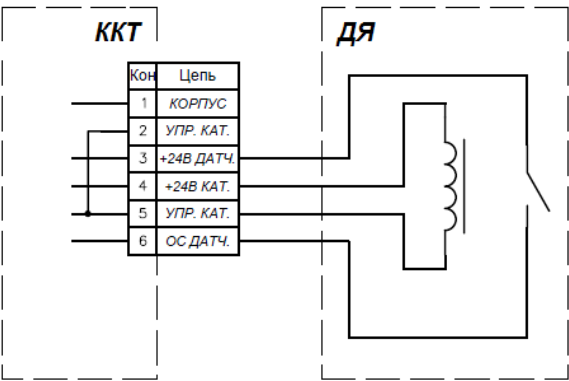 ККТ ДЯ
Кон Цепь
1 КОРПУС
2 УПР. КАТ.
3 +24В ДАТЧ.
4 +24В КАТ.
5 УПР. КАТ.
6 ОС ДАТЧ.